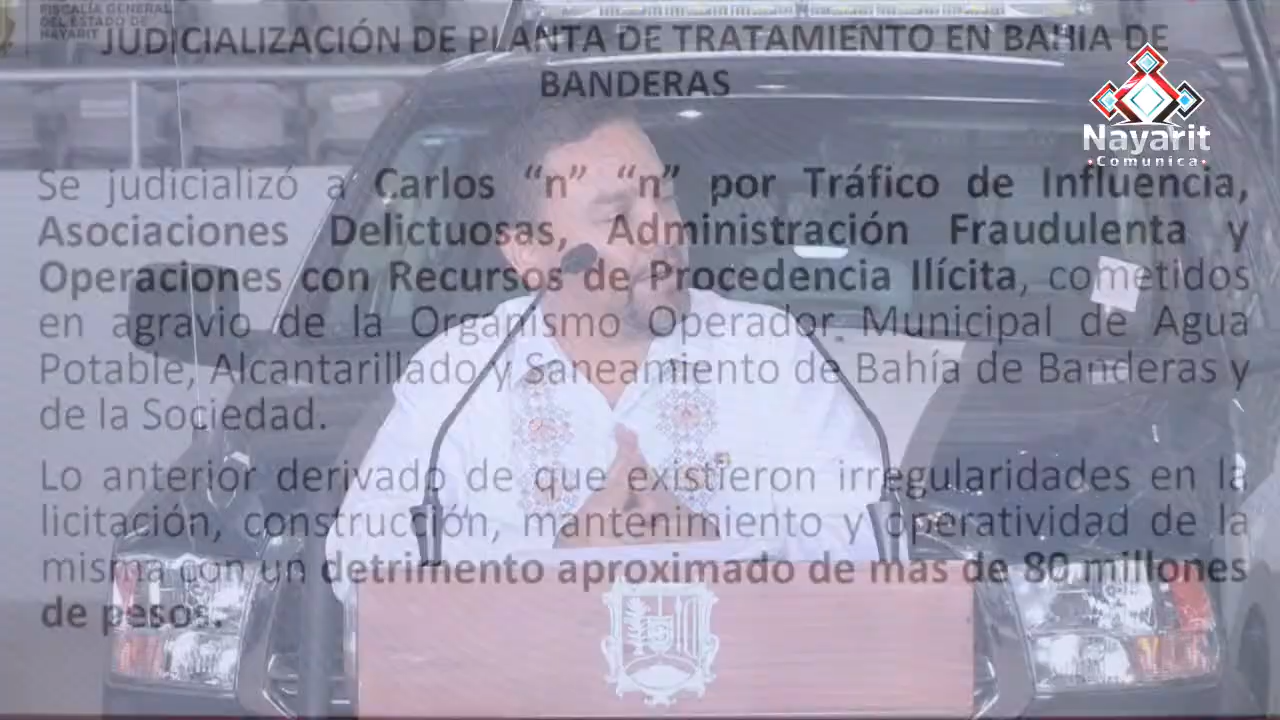 FISCALÍA GENERAL
DEL ESTADO DE
NAYARIT
JUDICIALIZACIÓN DE PLANTA DE TRATAMIENTO EN BAHIA DE
BANDERAS
Nayarit
Comunica
Se judicializó a Carlos “n” “n” por Tráfico de Influencia,
Asociaciones Delictuosas, Administración Fraudulenta y
Operaciones con Recursos de Procedencia Ilícita, cometidos
en agravio de la Organismo Operador Municipal de Agua
Potable, Alcantarillado y Saneamiento de Bahía de Banderas y
de la Sociedad.
Lo anterior derivado de que existieron irregularidades en la
licitación, construcción, mantenimiento y operatividad de la
misma con un detrimento aproximado de mas de 80 millones
de pesos.